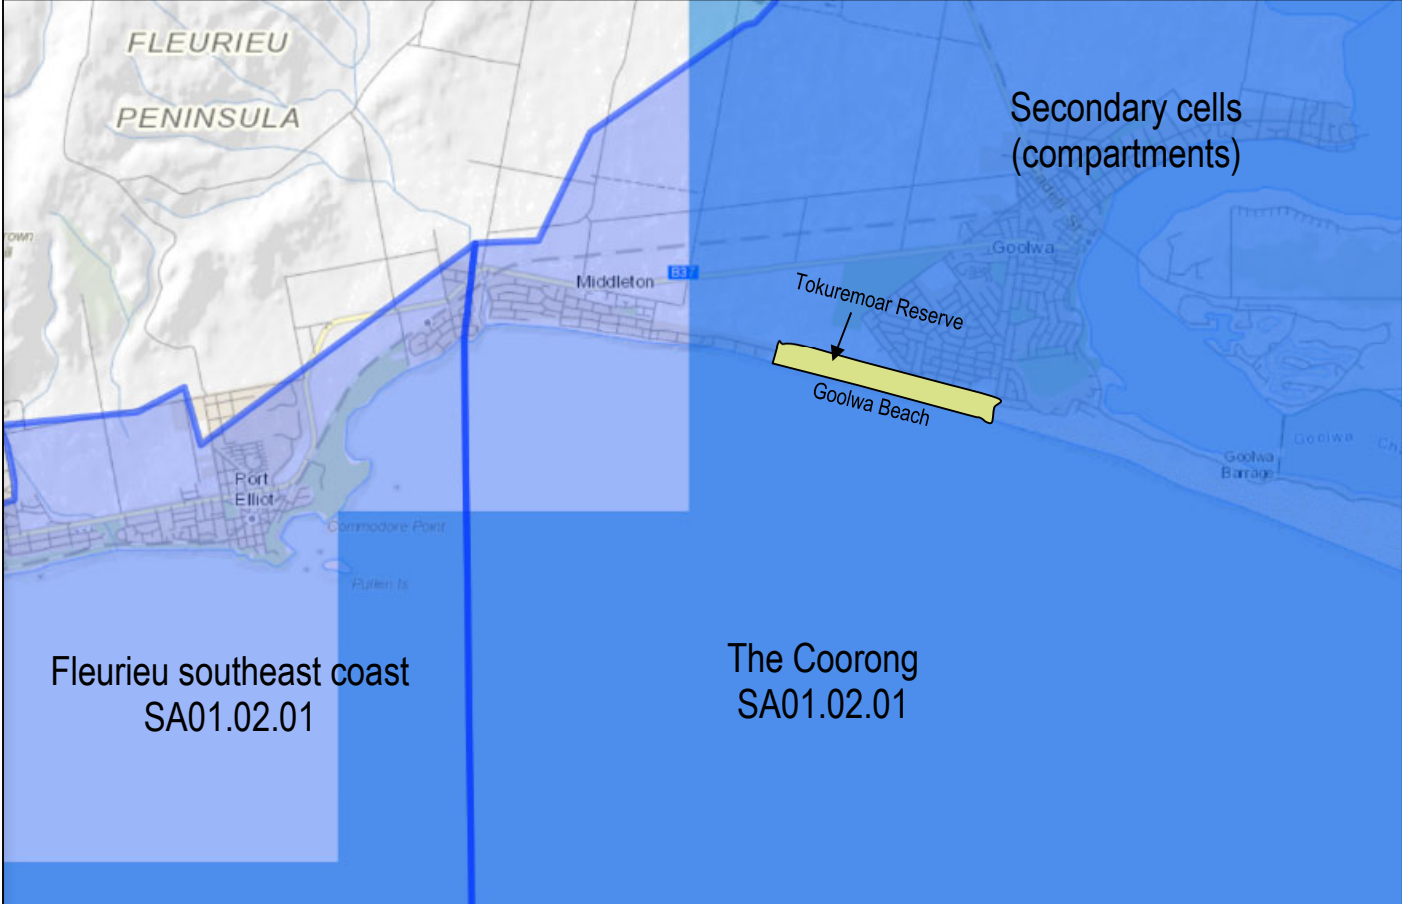 FLEURIEU
PENINSULA
Secondary cells
(compartments)
Goolwa
Middleton
B37
Tokuremoar Reserve
Goolwa Beach
Port
Elliot
Goolwa
Barrage
Goolwa
Commodore Point
Pullen Is
Fleurieu southeast coast
SA01.02.01
The Coorong
SA01.02.01